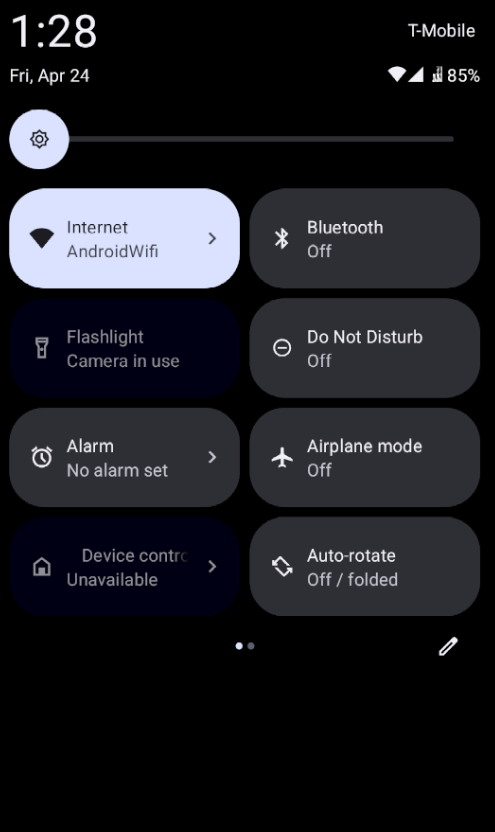 1:28
T-Mobile
Fri, Apr 24
85%
Internet
AndroidWifi
Bluetooth
Off
Flashlight
Camera in use
Do Not Disturb
Off
Alarm
No alarm set
Airplane mode
Off
Device contro
Unavailable
Auto-rotate
Off / folded